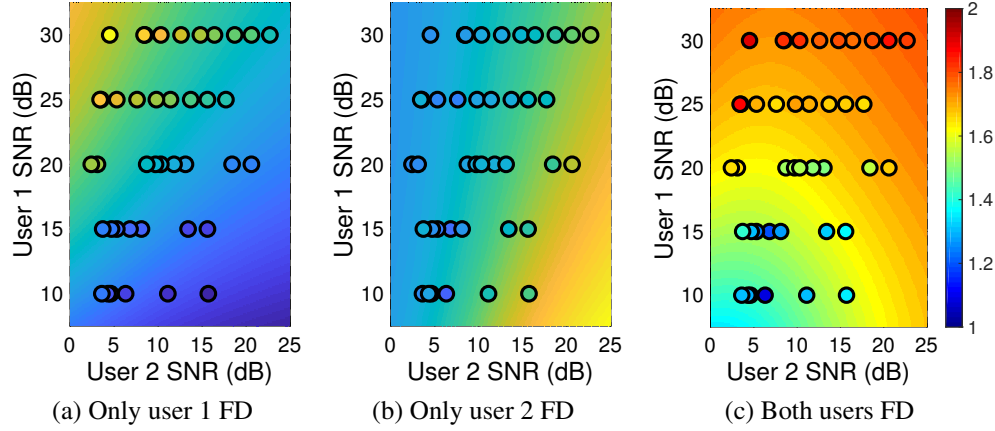 User 1 SNR (dB)
30
25
20
15
10
0 5 10 15 20 25
User 2 SNR (dB)
(a) Only user 1 FD
User 1 SNR (dB)
30
25
20
15
10
0 5 10 15 20 25
User 2 SNR (dB)
(b) Only user 2 FD
User 1 SNR (dB)
30
25
20
15
10
0 5 10 15 20 25
User 2 SNR (dB)
(c) Both users FD
2
1.8
1.6
1.4
1.2
1